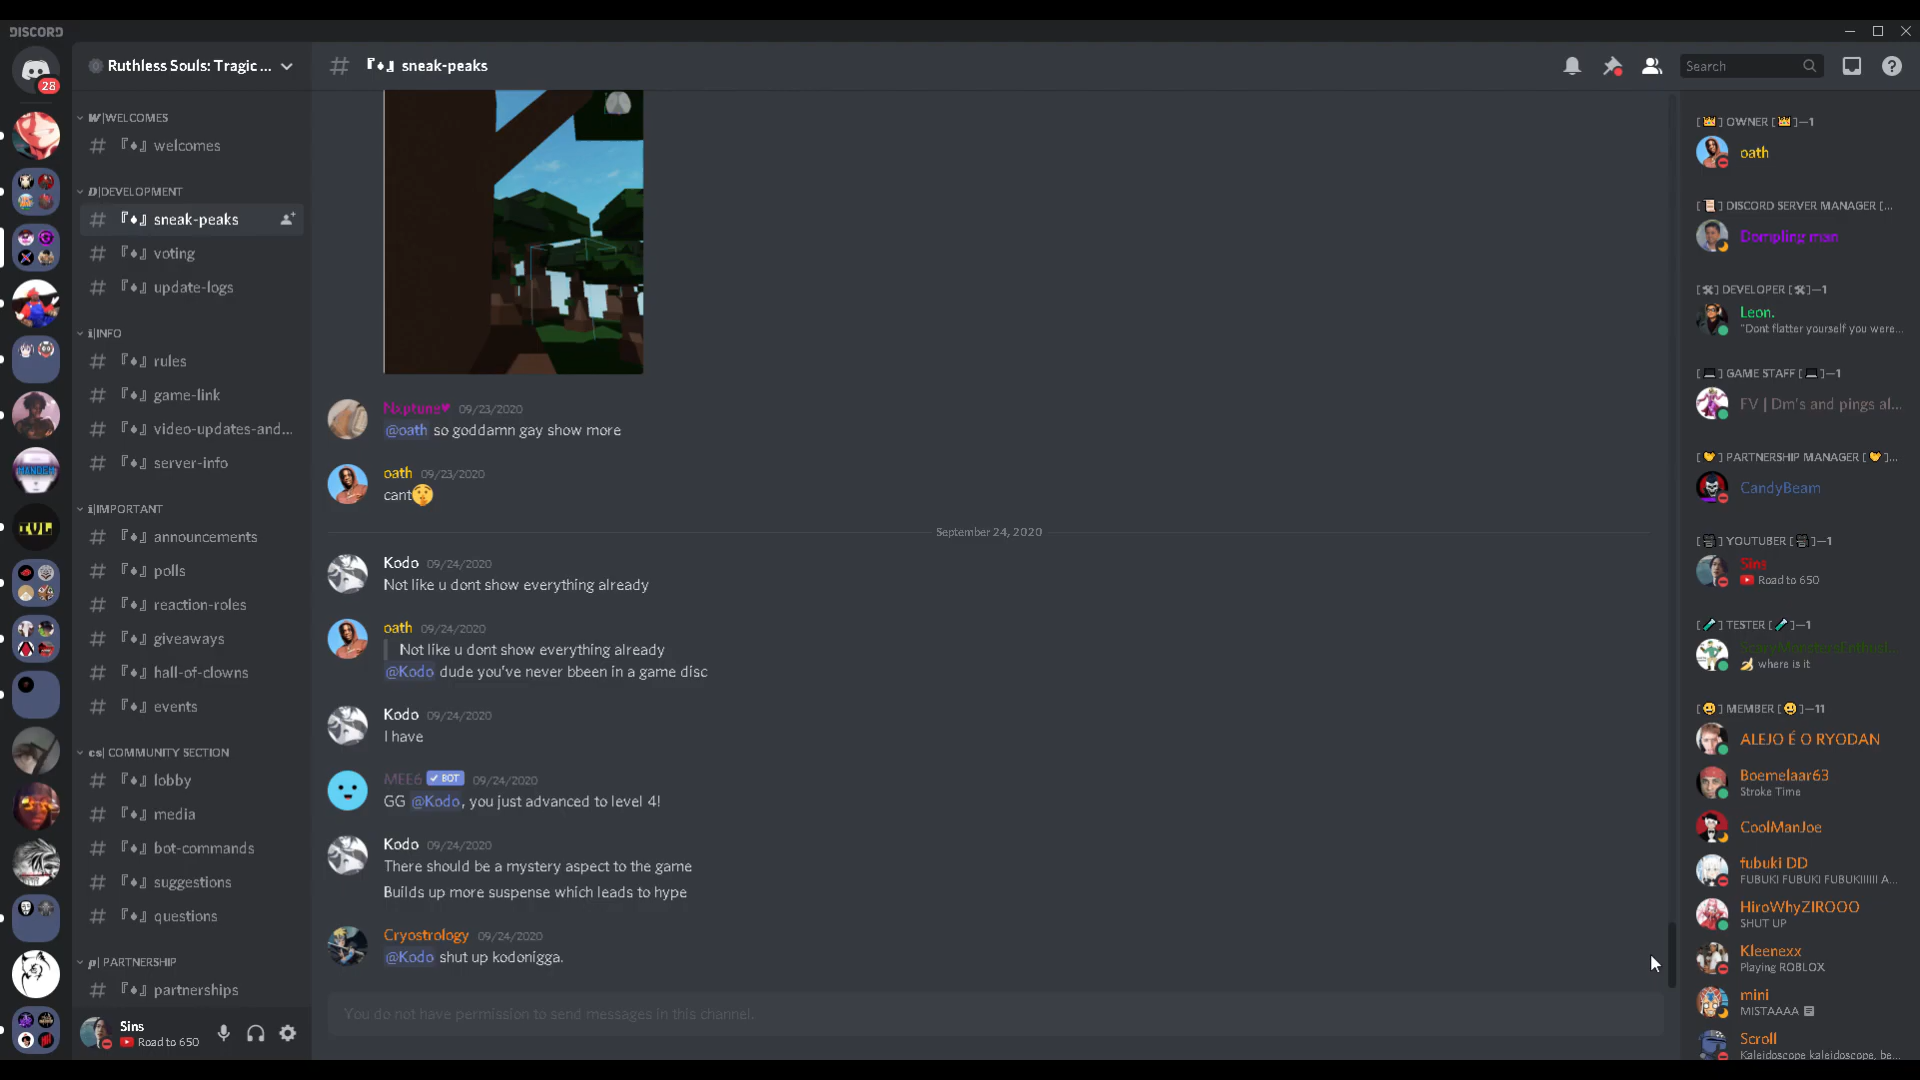 DISCORD
28
Ruthless Souls: Tragic ...
W|WELCOMES
# 『♦』 welcomes
D|DEVELOPMENT
# 『♦』 sneak-peaks
# 『♦』 voting
# 『♦』 update-logs
i|INFO
# 『♦』 rules
# 『♦』 game-link
# 『♦』 video-updates-and...
# 『♦』 server-info
i|IMPORTANT
# 『♦』 announcements
# 『♦』 polls
# 『♦』 reaction-roles
# 『♦』 giveaways
# 『♦』 hall-of-clowns
# 『♦』 events
cs| COMMUNITY SECTION
# 『♦』 lobby
# 『♦』 media
# 『♦』 bot-commands
# 『♦』 suggestions
# 『♦』 questions
p| PARTNERSHIP
# 『♦』 partnerships
Sins
Road to 650
# 『♦』 sneak-peaks
Search
Nxptune♥ 09/23/2020
@oath so goddamn gay show more
oath 09/23/2020
cant🤫
September 24, 2020
Kodo 09/24/2020
Not like u dont show everything already
oath 09/24/2020
Not like u dont show everything already
@Kodo dude you've never bbeen in a game disc
Kodo 09/24/2020
I have
MEE6 ✓ BOT 09/24/2020
GG @Kodo, you just advanced to level 4!
Kodo 09/24/2020
There should be a mystery aspect to the game
Builds up more suspense which leads to hype
Cryostrology 09/24/2020
@Kodo shut up kodonigga.
You do not have permission to send messages in this channel.
[👑] OWNER [👑]—1
oath
[📜] DISCORD SERVER MANAGER [...
Dompling man
[🛠] DEVELOPER [🛠]—1
Leon.
"Dont flatter yourself you were...
[💻] GAME STAFF [💻]—1
FV | Dm's and pings al...
[🤝] PARTNERSHIP MANAGER [🤝]...
CandyBeam
[📽] YOUTUBER [📽]—1
Sins
Road to 650
[🧪] TESTER [🧪]—1
🍌 where is it
[😀] MEMBER [😀]—11
ALEJO É O RYODAN
Boemelaar63
Stroke Time
CoolManJoe
fubuki DD
FUBUKI FUBUKI FUBUKIIIIII A...
HiroWhyZIROOO
SHUT UP
Kleenexx
Playing ROBLOX
mini
MISTAAAA
Scroll
Kaleidoscope kaleidoscope, be...